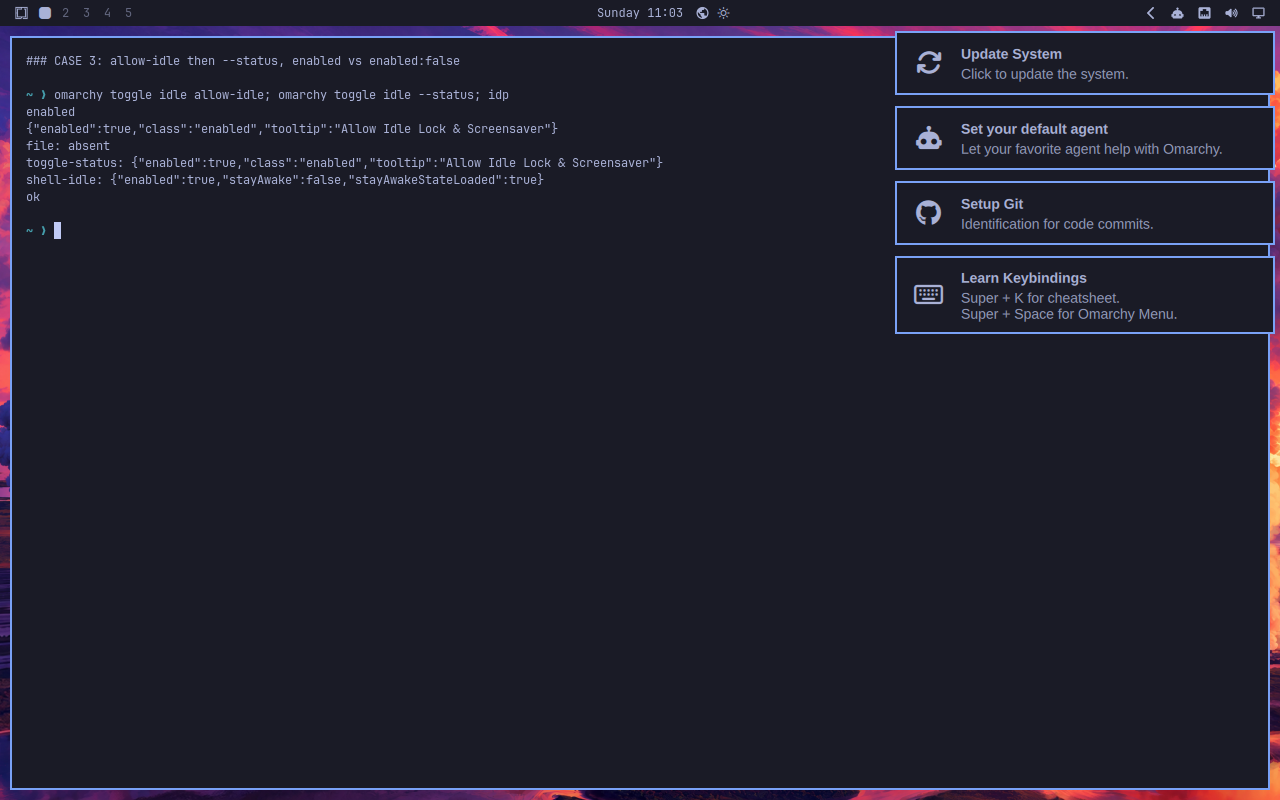 2 3 4 5
Sunday 11:03
### CASE 3: allow-idle then --status, enabled vs enabled:false
~ ❯ omarchy toggle idle allow-idle; omarchy toggle idle --status; idp
enabled
{"enabled":true,"class":"enabled","tooltip":"Allow Idle Lock & Screensaver"}
file: absent
toggle-status: {"enabled":true,"class":"enabled","tooltip":"Allow Idle Lock & Screensaver"}
shell-idle: {"enabled":true,"stayAwake":false,"stayAwakeStateLoaded":true}
ok
~ ❯
Update System
Click to update the system.
Set your default agent
Let your favorite agent help with Omarchy.
Setup Git
Identification for code commits.
Learn Keybindings
Super + K for cheatsheet.
Super + Space for Omarchy Menu.